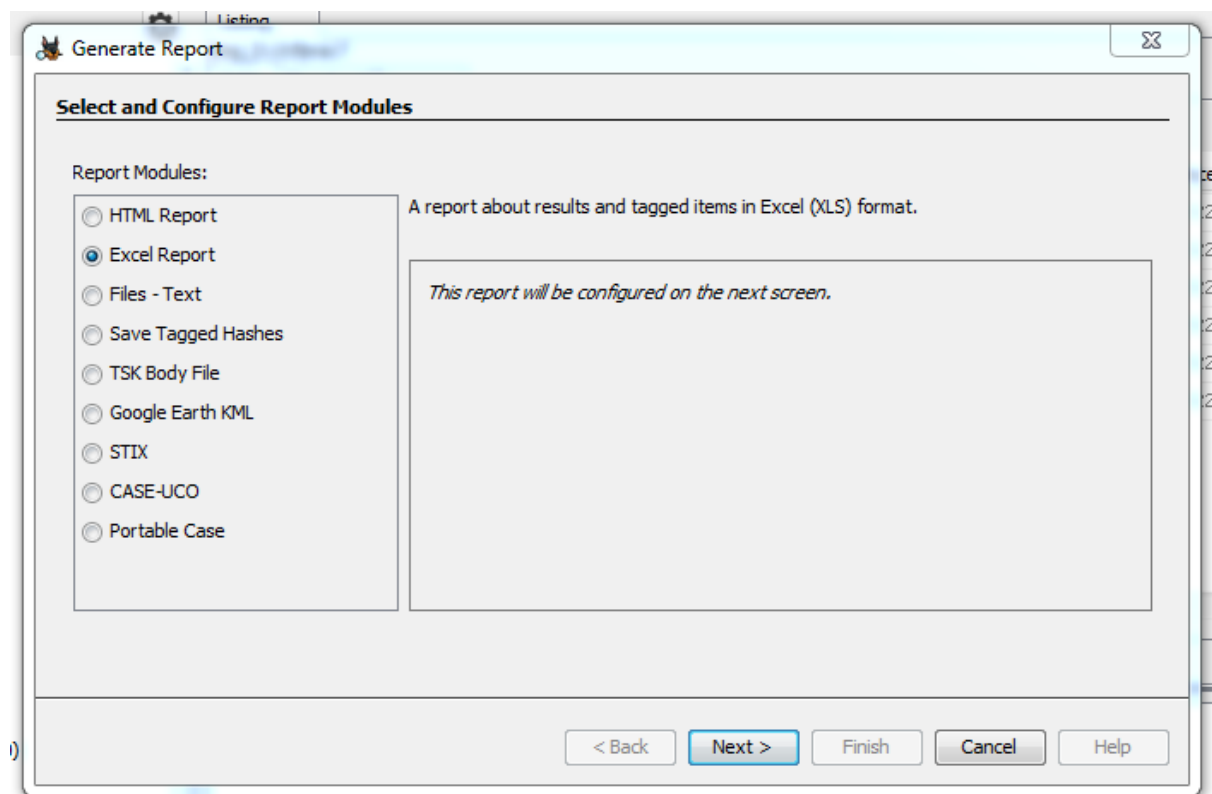 Listing
Generate Report
Select and Configure Report Modules
Report Modules:
HTML Report
Excel Report
Files - Text
Save Tagged Hashes
TSK Body File
Google Earth KML
STIX
CASE-UCO
Portable Case
A report about results and tagged items in Excel (XLS) format.
This report will be configured on the next screen.
< Back
Next >
Finish
Cancel
Help